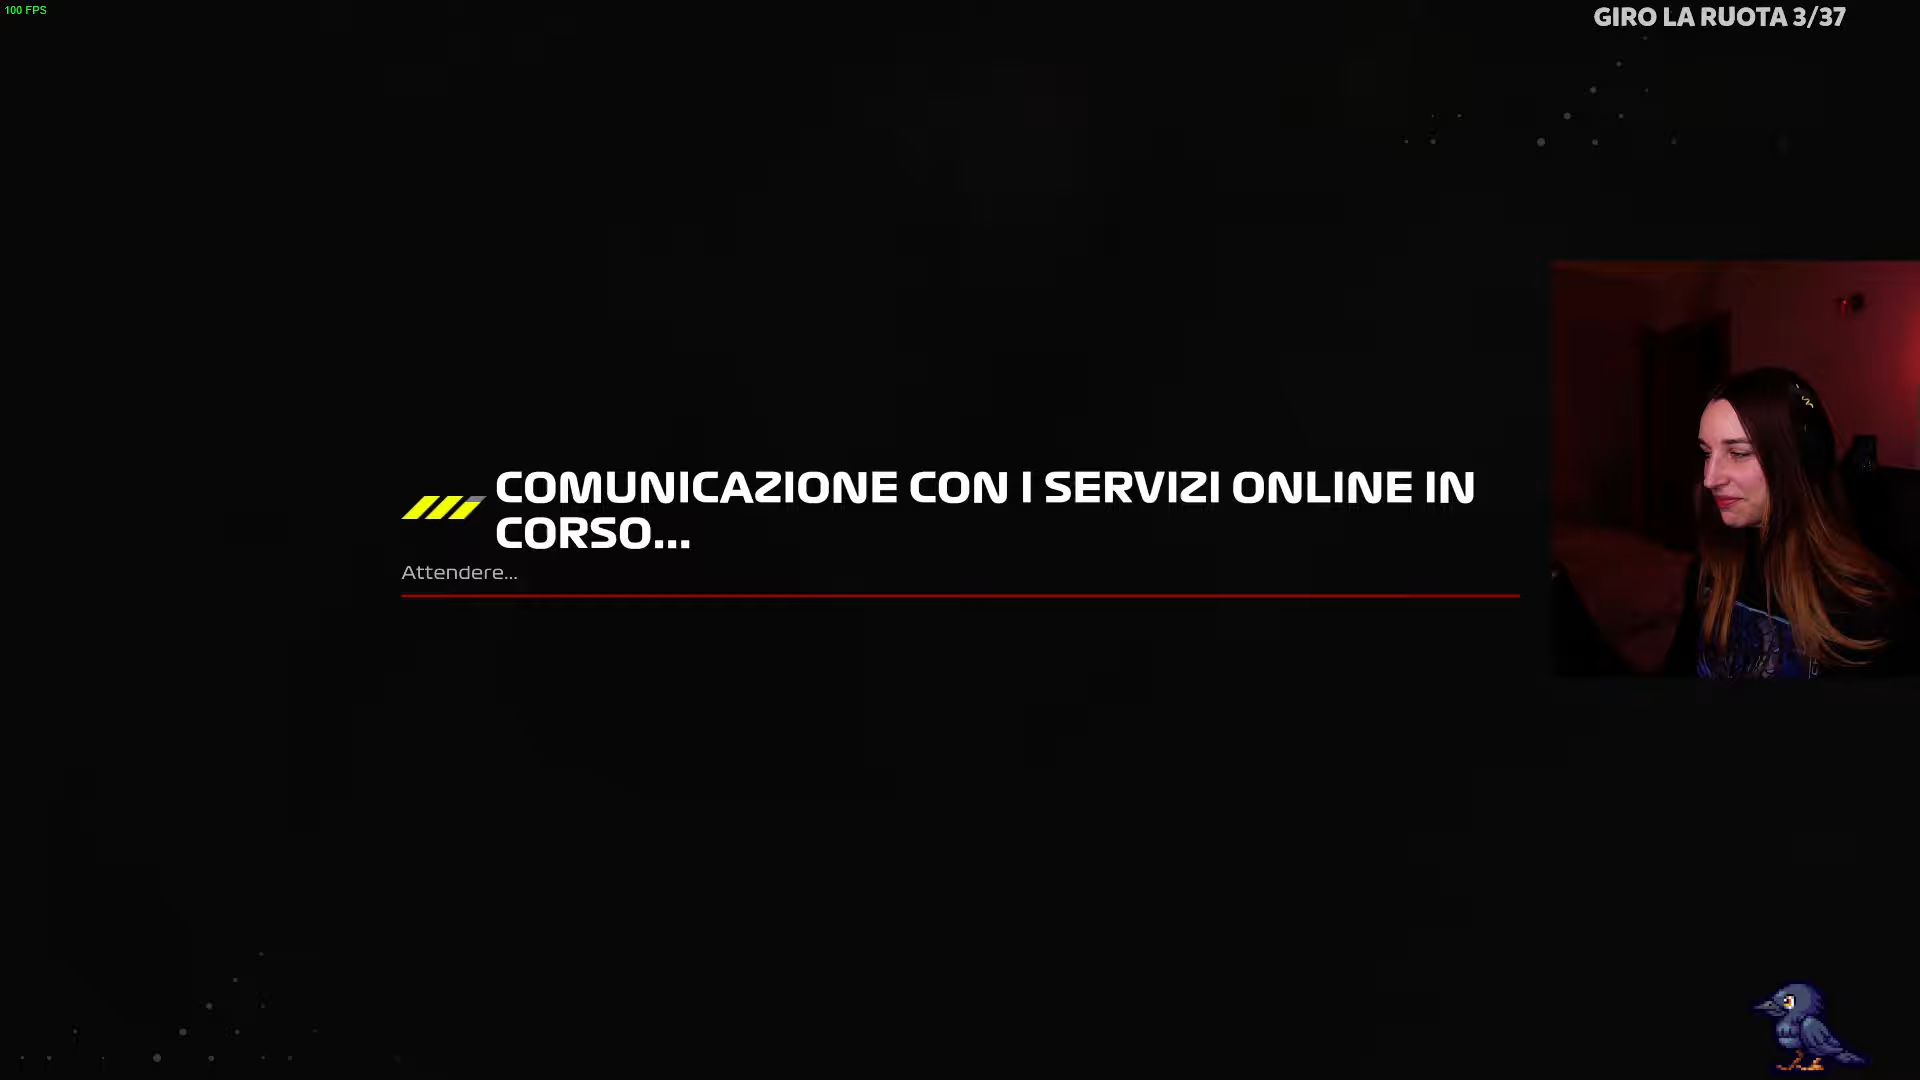 100 FPS
GIRO LA RUOTA 3/37
COMUNICAZIONE CON I SERVIZI ONLINE IN
CORSO...
Attendere...